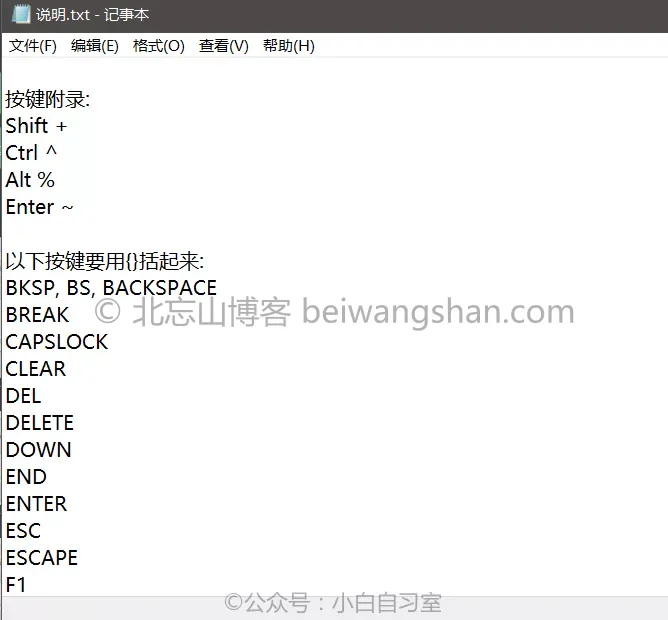 说明.txt - 记事本
文件(F) 编辑(E) 格式(O) 查看(V) 帮助(H)
按键附录:
Shift +
Ctrl ^
Alt %
Enter ~
以下按键要用{}括起来:
BKSP, BS, BACKSPACE
BREAK
© 北忘山博客 beiwangshan.com
CAPSLOCK
CLEAR
DEL
DELETE
DOWN
END
ENTER
ESC
ESCAPE
F1
©公众号：小白自习室